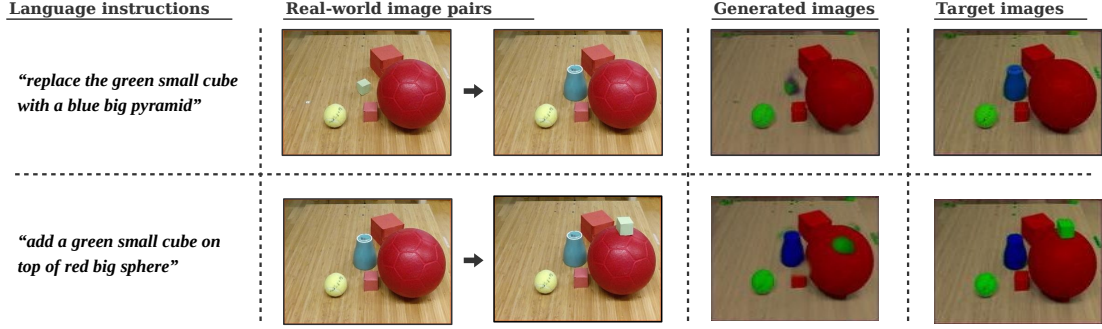 Language instructions
Real-world image pairs
Generated images
Target images
“replace the green small cube
with a blue big pyramid”
“add a green small cube on
top of red big sphere”